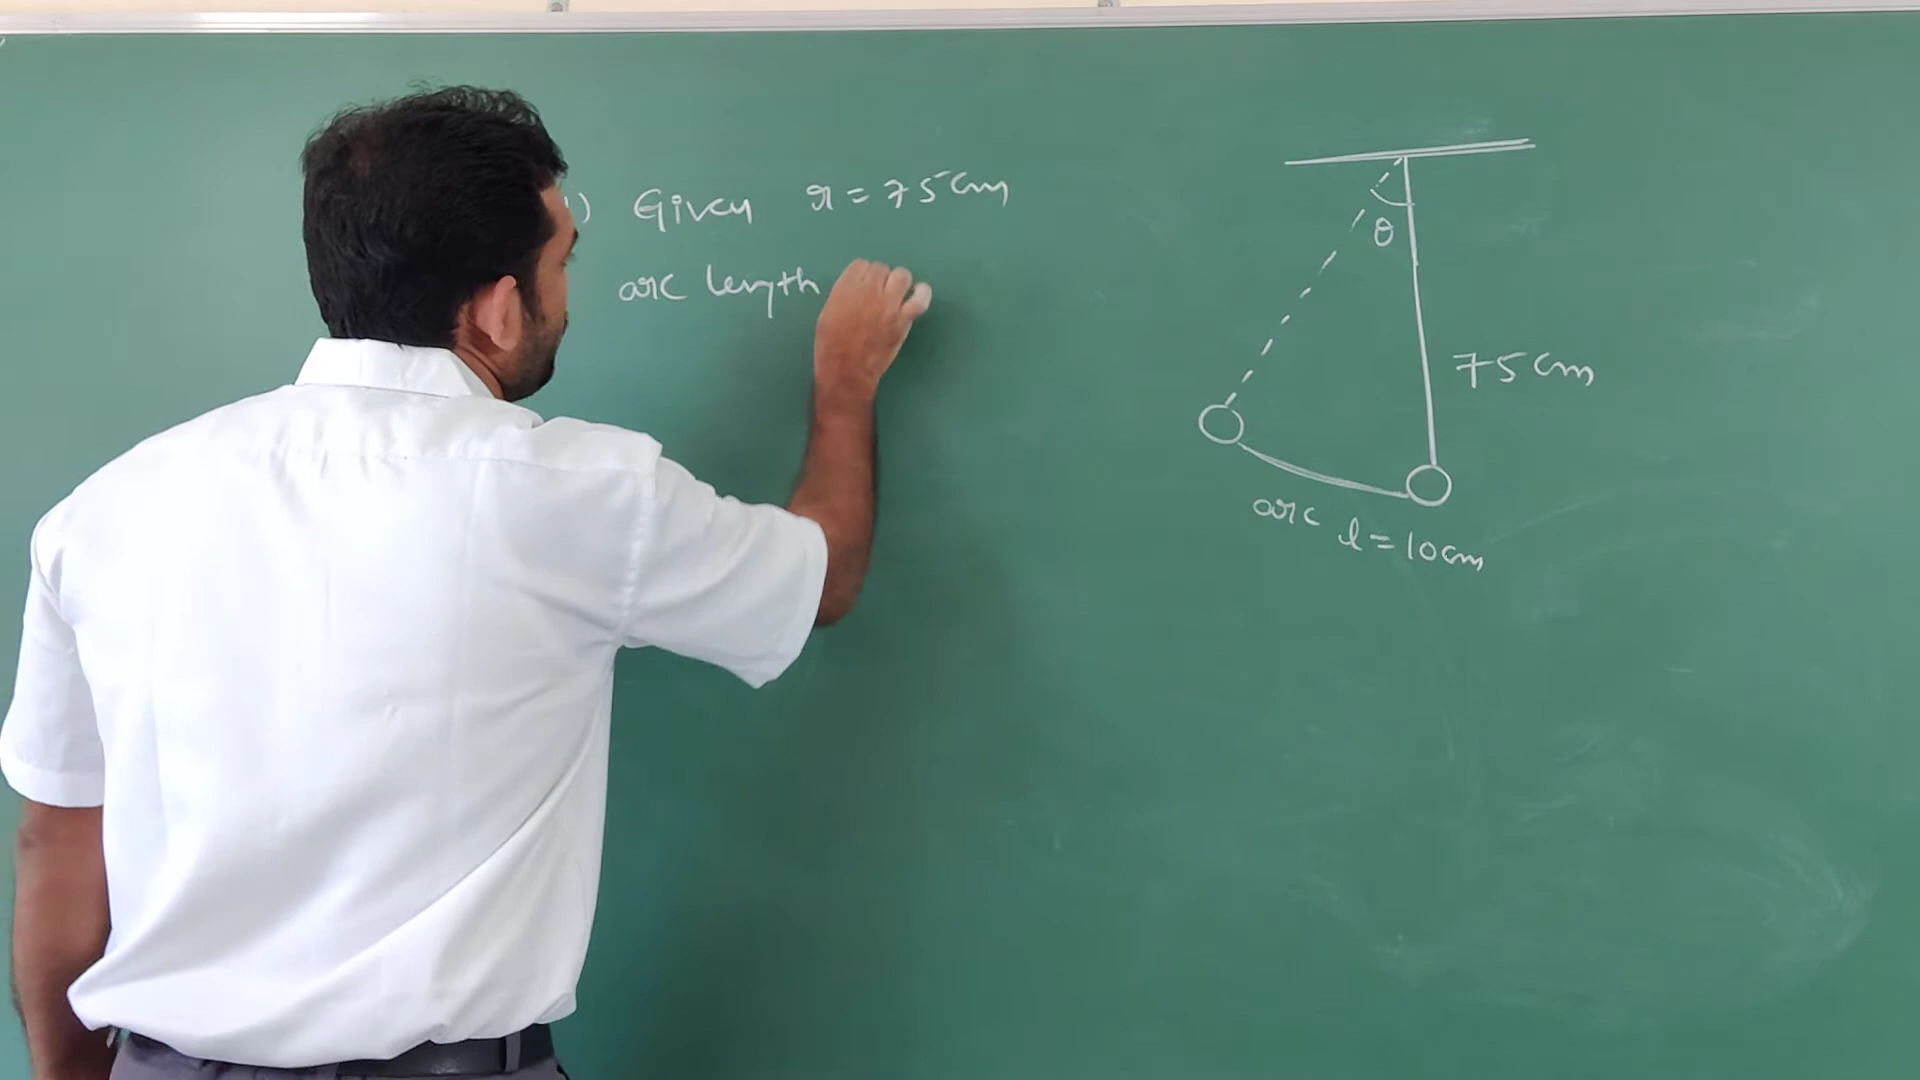 1) Given r = 75cm
arc length
θ
75cm
arc l = 10cm